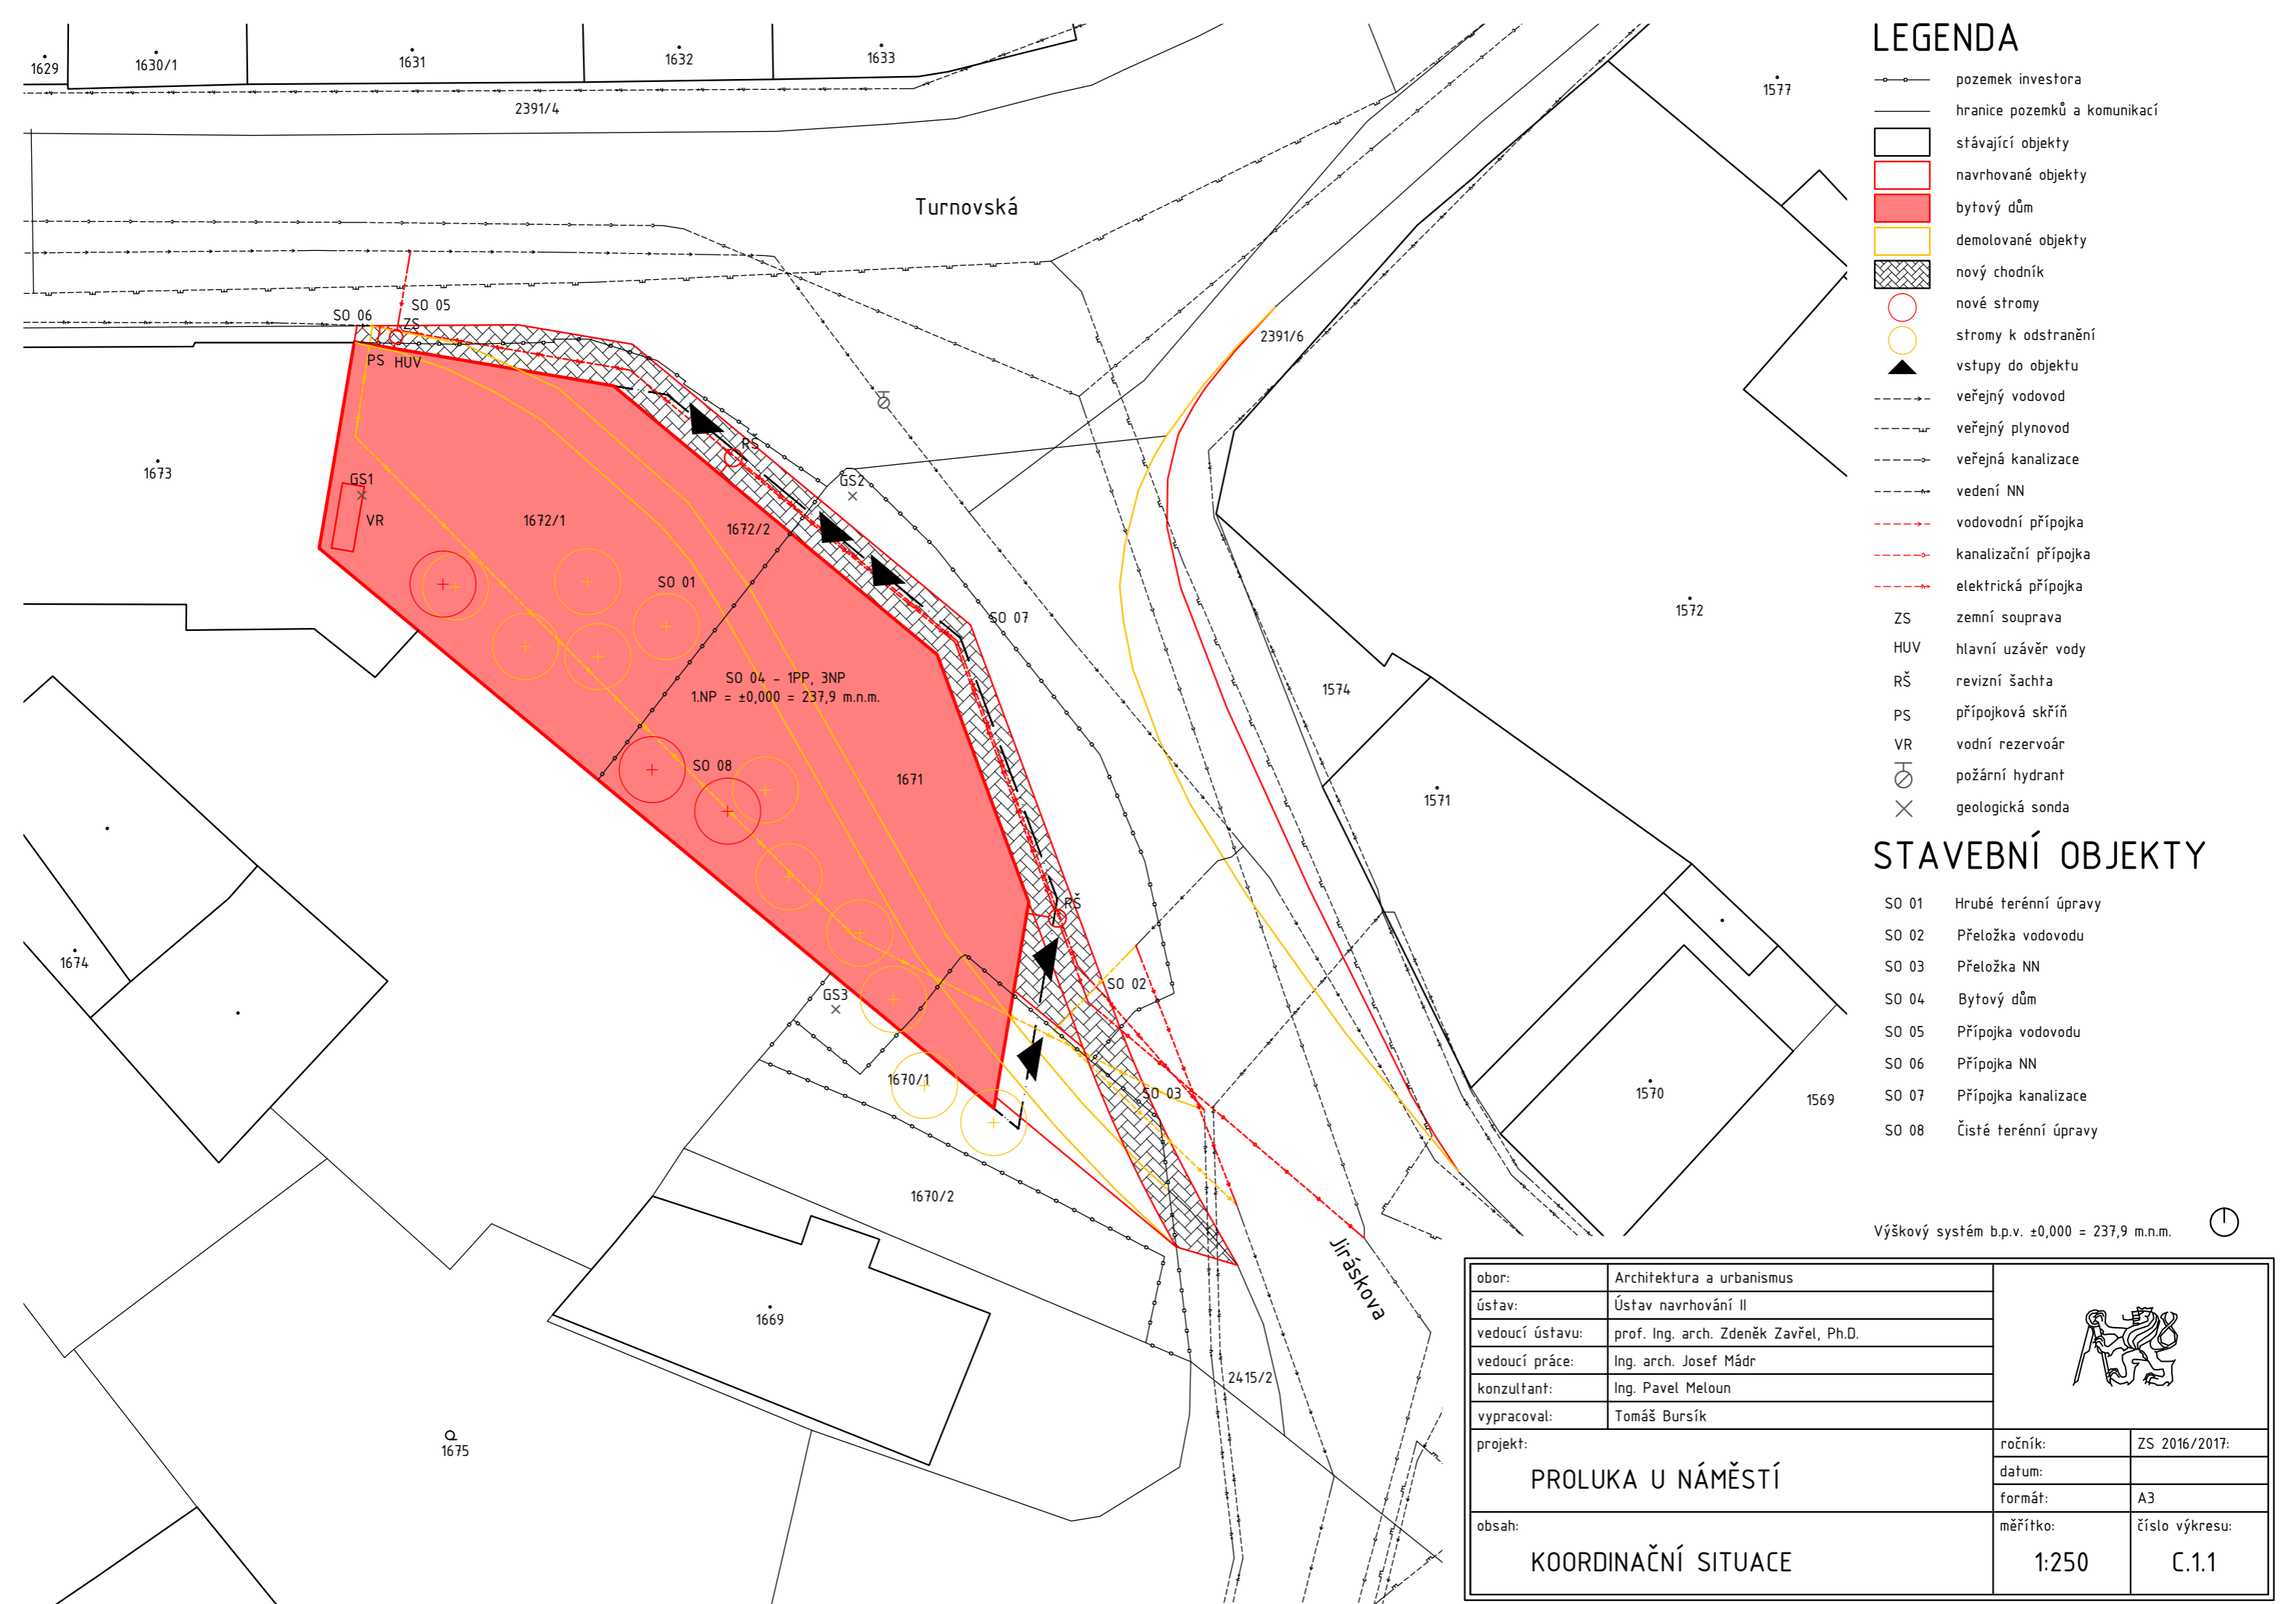 1629
1630/1
1631
1632
1633
2391/4
1577
Turnovská
SO 05
SO 06
ZS
PS
HUV
2391/6
RŠ
1673
GS1
GS2
VR
1672/1
1672/2
SO 01
1572
SO 07
SO 04 - 1PP, 3NP
1.NP = ±0,000 = 237,9 m.n.m.
1574
SO 08
1671
1571
RŠ
1674
GS3
SO 02
1670/1
SO 03
1570
1569
1670/2
Jiráskova
1669
2415/2
1675
LEGENDA
pozemek investora
hranice pozemků a komunikací
stávající objekty
navrhované objekty
bytový dům
demolované objekty
nový chodník
nové stromy
stromy k odstranění
vstupy do objektu
veřejný vodovod
veřejný plynovod
veřejná kanalizace
vedení NN
vodovodní přípojka
kanalizační přípojka
elektrická přípojka
ZS zemní souprava
HUV hlavní uzávěr vody
RŠ revizní šachta
PS přípojková skříň
VR vodní rezervoár
požární hydrant
geologická sonda
STAVEBNÍ OBJEKTY
SO 01 Hrubé terénní úpravy
SO 02 Přeložka vodovodu
SO 03 Přeložka NN
SO 04 Bytový dům
SO 05 Přípojka vodovodu
SO 06 Přípojka NN
SO 07 Přípojka kanalizace
SO 08 Čisté terénní úpravy
Výškový systém b.p.v. ±0,000 = 237,9 m.n.m.
obor: Architektura a urbanismus
ústav: Ústav navrhování II
vedoucí ústavu: prof. Ing. arch. Zdeněk Zavřel, Ph.D.
vedoucí práce: Ing. arch. Josef Mádr
konzultant: Ing. Pavel Meloun
vypracoval: Tomáš Bursík
projekt:
PROLUKA U NÁMĚSTÍ
ročník: ZS 2016/2017:
datum:
formát: A3
obsah:
KOORDINAČNÍ SITUACE
měřítko:
1:250
číslo výkresu:
C.1.1